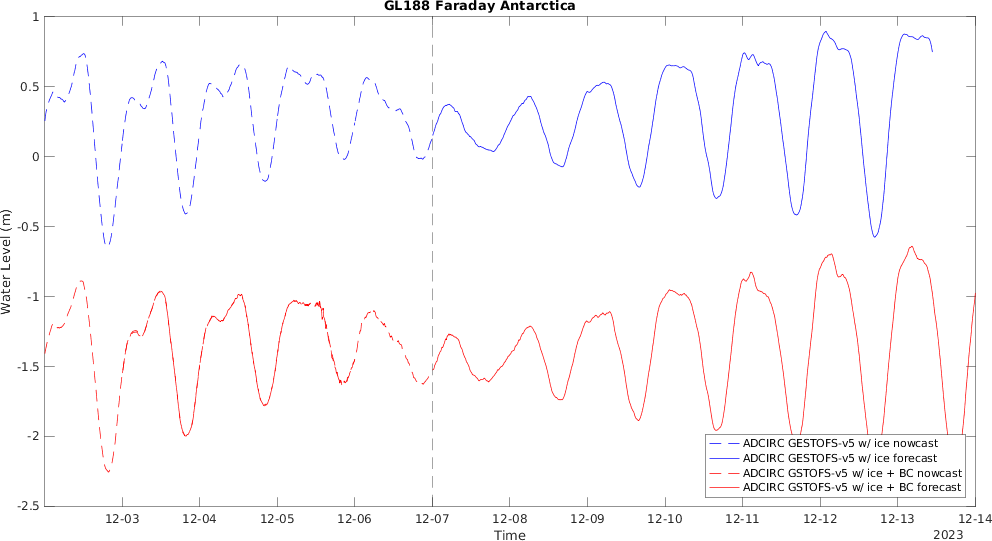 GL188 Faraday Antarctica
1
0.5
0
-0.5
-1
-1.5
-2
-2.5
Water Level (m)
ADCIRC GESTOFS-v5 w/ ice nowcast
ADCIRC GESTOFS-v5 w/ ice forecast
ADCIRC GSTOFS-v5 w/ ice + BC nowcast
ADCIRC GSTOFS-v5 w/ ice + BC forecast
12-03 12-04 12-05 12-06 12-07 12-08 12-09 12-10 12-11 12-12 12-13 12-14
Time
2023